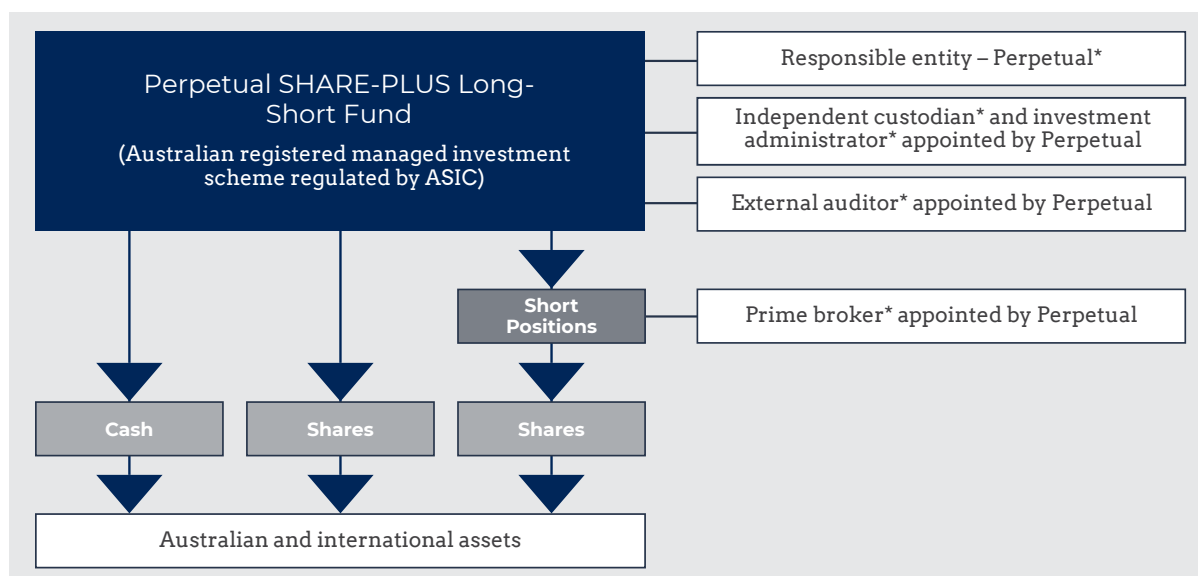 Perpetual SHARE-PLUS Long-
Short Fund
(Australian registered managed investment
scheme regulated by ASIC)
Responsible entity – Perpetual*
Independent custodian* and investment
administrator* appointed by Perpetual
External auditor* appointed by Perpetual
Short
Positions
Prime broker* appointed by Perpetual
Cash
Shares
Shares
Australian and international assets